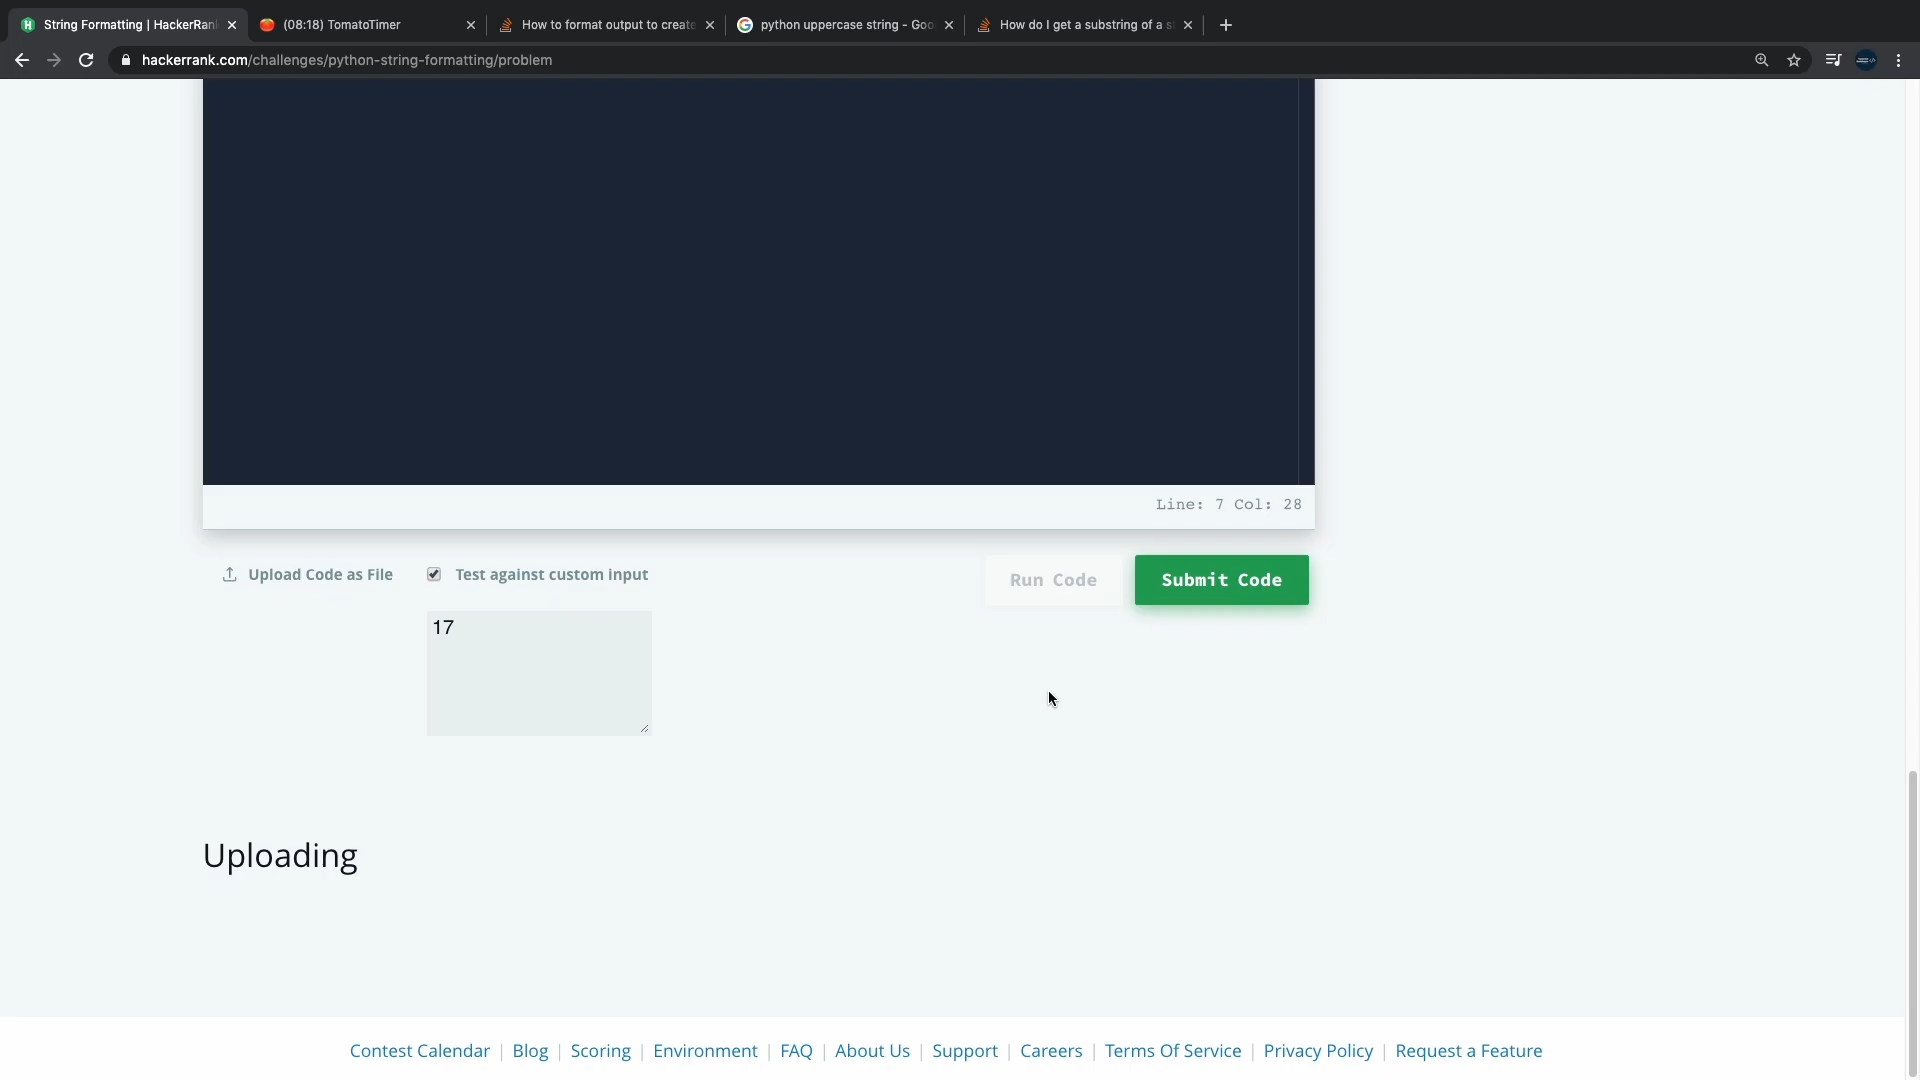 String Formatting | HackerRank
(08:18) TomatoTimer
How to format output to create
python uppercase string - Goo
How do I get a substring of a s
hackerrank.com/challenges/python-string-formatting/problem
Line: 7 Col: 28
Upload Code as File
Test against custom input
Run Code
Submit Code
17
Uploading
Contest Calendar | Blog | Scoring | Environment | FAQ | About Us | Support | Careers | Terms Of Service | Privacy Policy | Request a Feature